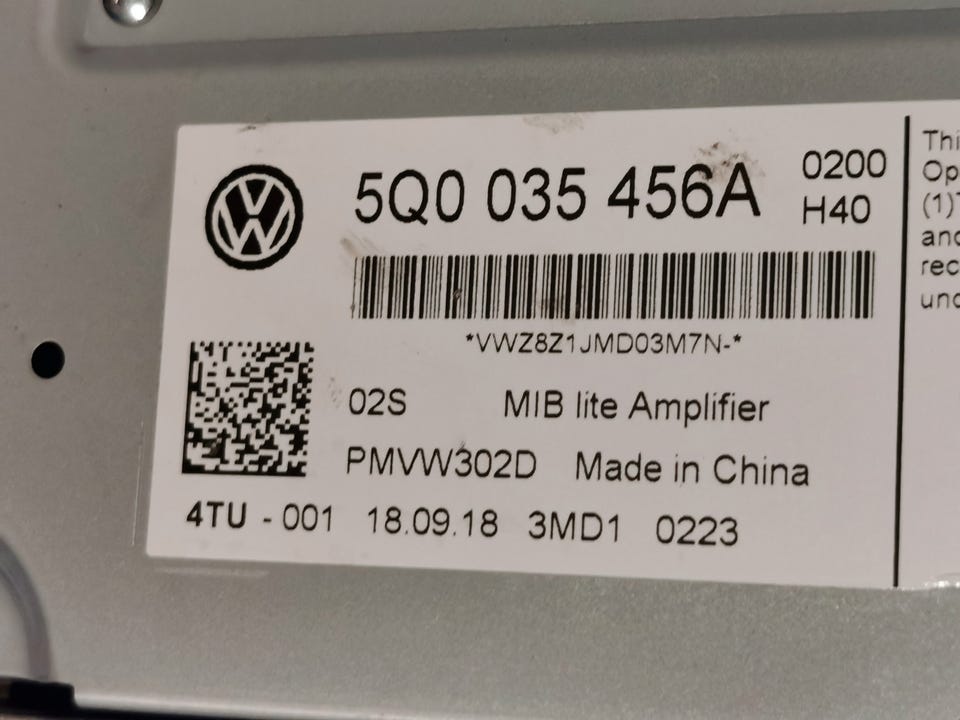 5Q0 035 456A
0200
H40
*VWZ8Z1JMD03M7N-*
02S MIB lite Amplifier
PMVW302D Made in China
4TU - 001 18.09.18 3MD1 0223
(1)